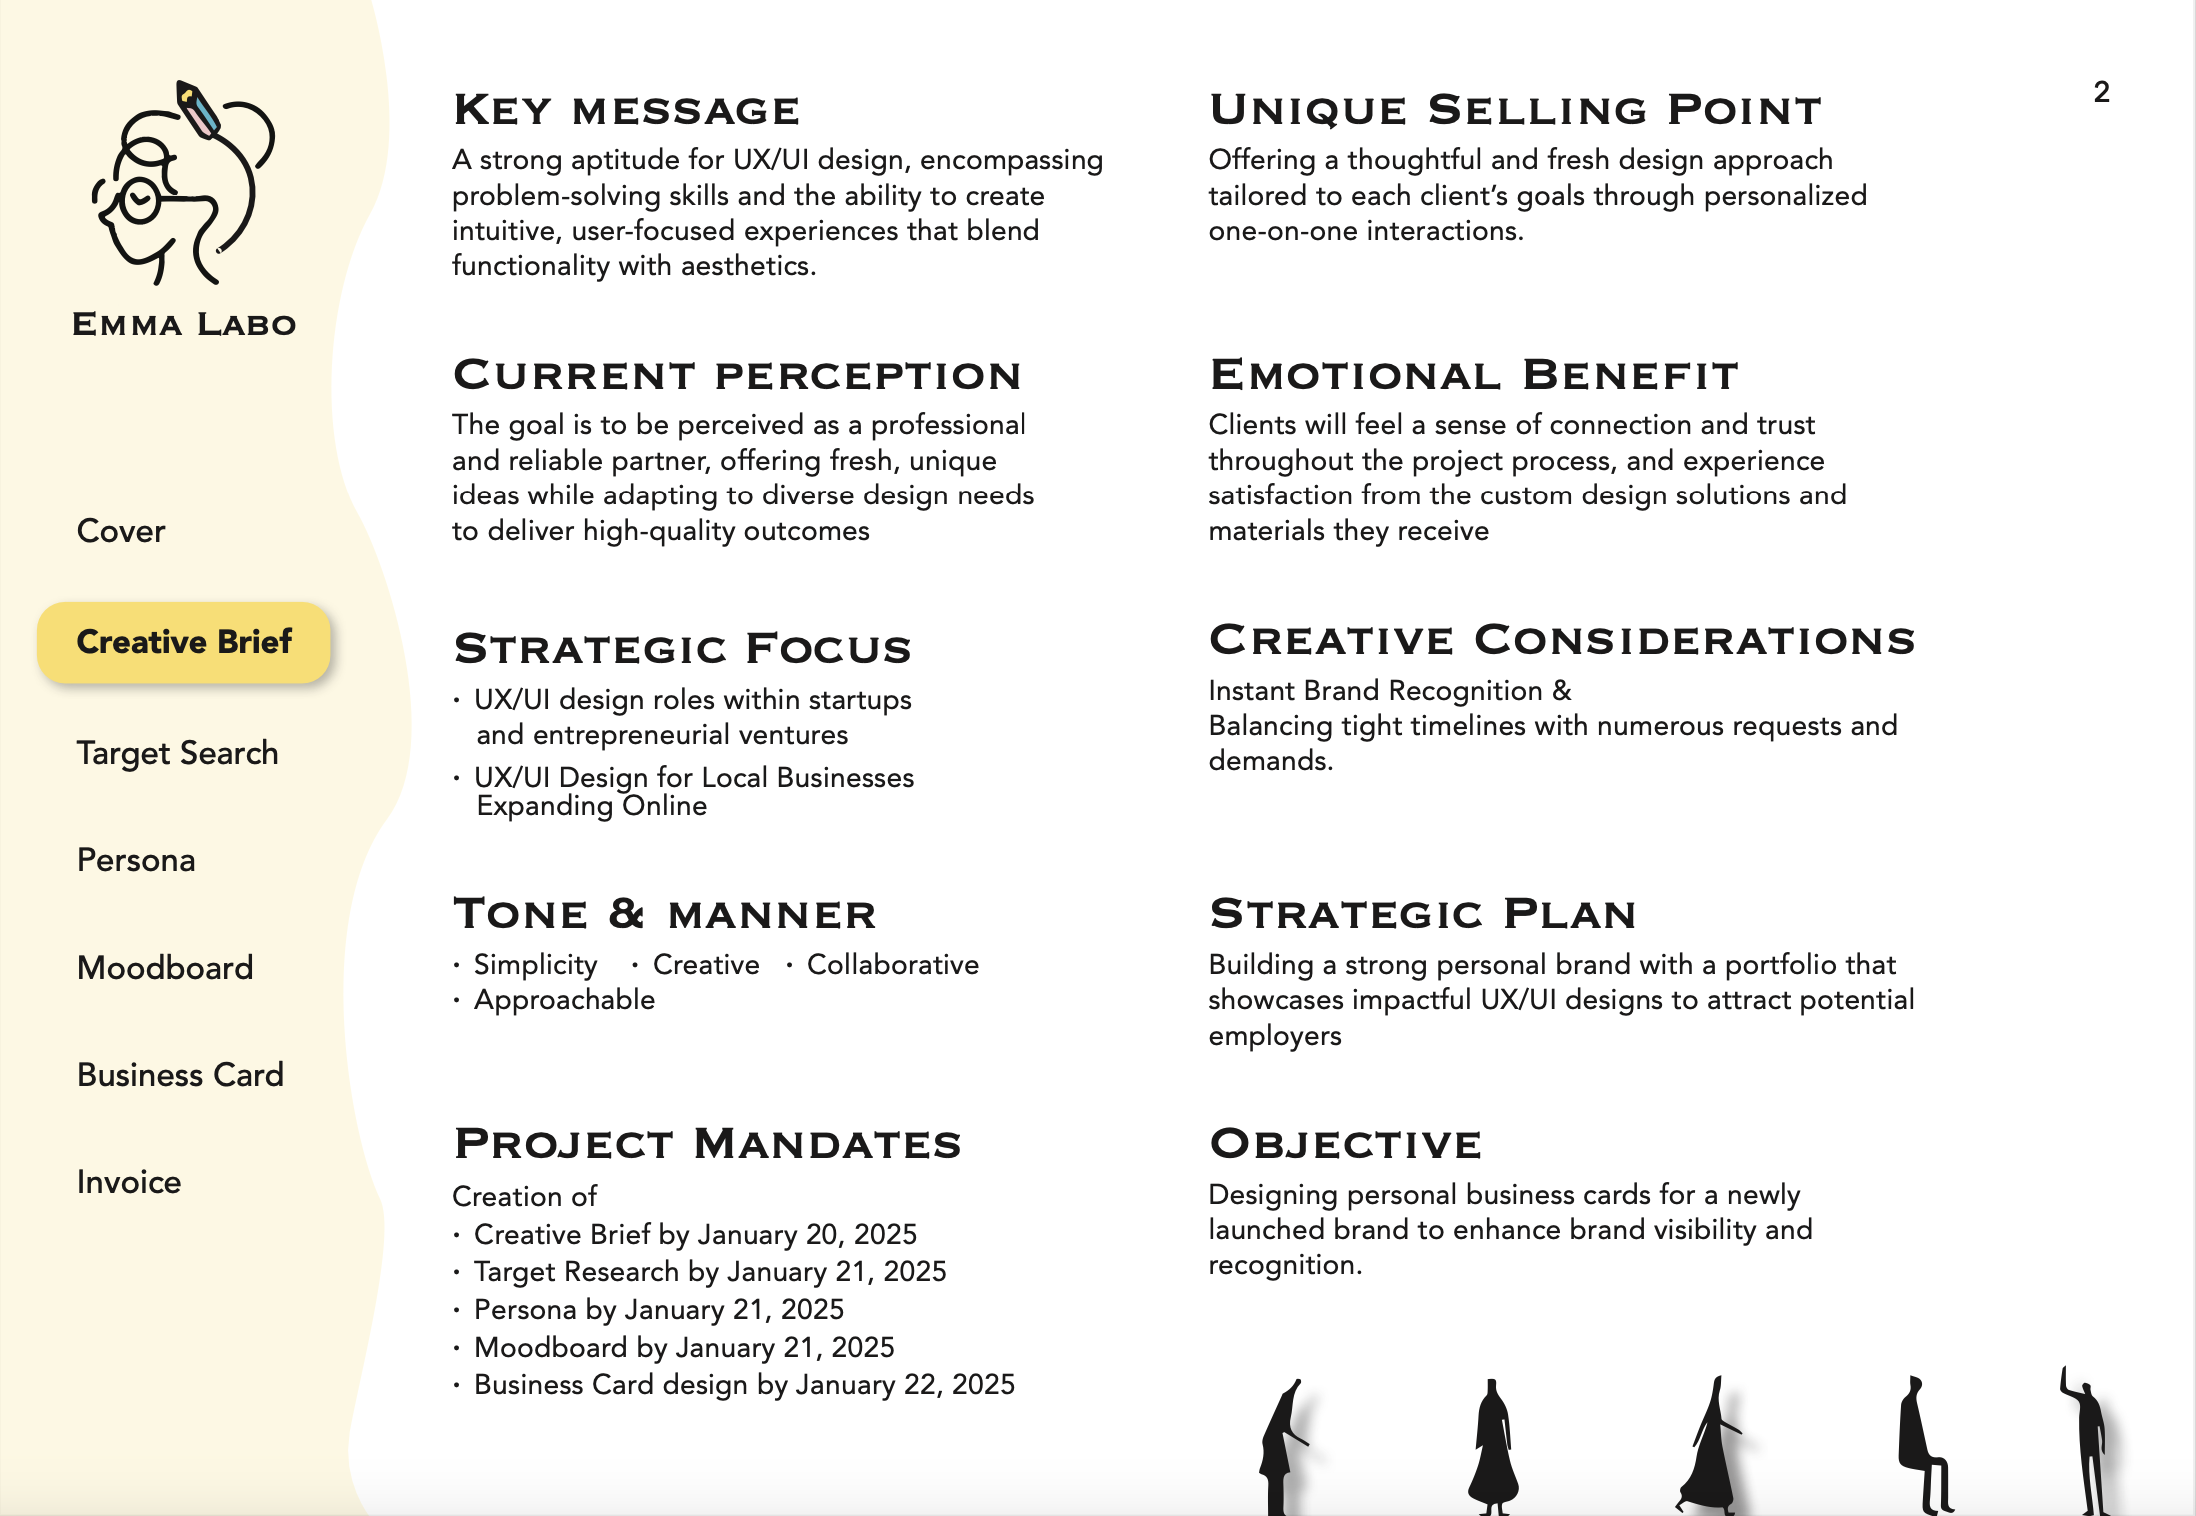 EMMA LABO
Cover
Creative Brief
Target Search
Persona
Moodboard
Business Card
Invoice
KEY MESSAGE
A strong aptitude for UX/UI design, encompassing
problem-solving skills and the ability to create
intuitive, user-focused experiences that blend
functionality with aesthetics.
CURRENT PERCEPTION
The goal is to be perceived as a professional
and reliable partner, offering fresh, unique
ideas while adapting to diverse design needs
to deliver high-quality outcomes
STRATEGIC FOCUS
· UX/UI design roles within startups
and entrepreneurial ventures
· UX/UI Design for Local Businesses
Expanding Online
TONE & MANNER
· Simplicity · Creative · Collaborative
· Approachable
PROJECT MANDATES
Creation of
· Creative Brief by January 20, 2025
· Target Research by January 21, 2025
· Persona by January 21, 2025
· Moodboard by January 21, 2025
· Business Card design by January 22, 2025
UNIQUE SELLING POINT
Offering a thoughtful and fresh design approach
tailored to each client’s goals through personalized
one-on-one interactions.
EMOTIONAL BENEFIT
Clients will feel a sense of connection and trust
throughout the project process, and experience
satisfaction from the custom design solutions and
materials they receive
CREATIVE CONSIDERATIONS
Instant Brand Recognition &
Balancing tight timelines with numerous requests and
demands.
STRATEGIC PLAN
Building a strong personal brand with a portfolio that
showcases impactful UX/UI designs to attract potential
employers
OBJECTIVE
Designing personal business cards for a newly
launched brand to enhance brand visibility and
recognition.
2